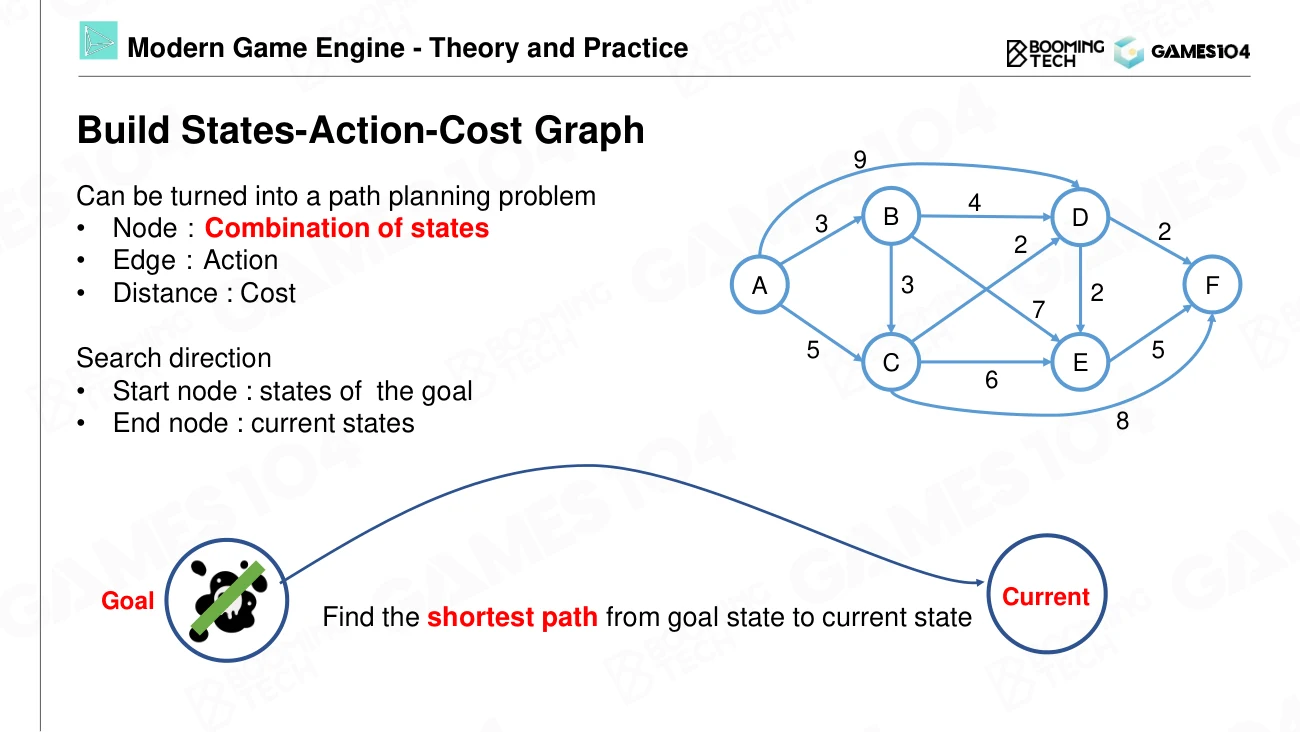 Modern Game Engine - Theory and Practice
BOOMING
TECH
GAMES104
Build States-Action-Cost Graph
Can be turned into a path planning problem
• Node : Combination of states
• Edge : Action
• Distance : Cost
Search direction
• Start node : states of the goal
• End node : current states
9
B
4
D
3
2
2
A
3
7
2
F
5
C
6
E
5
8
Goal
Find the shortest path from goal state to current state
Current